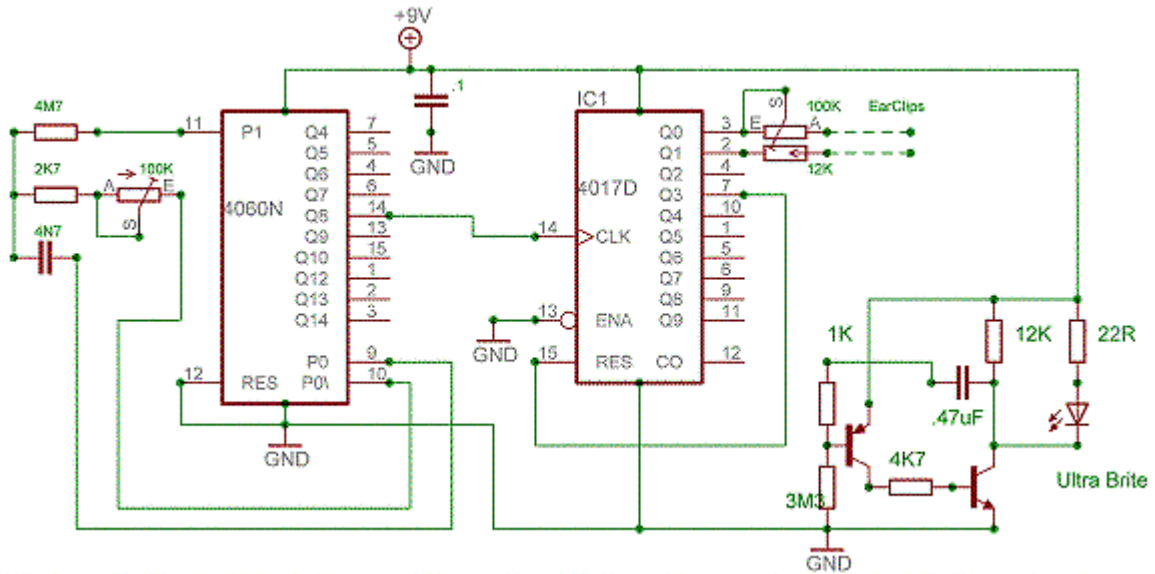 +9V
.1
GND
4M7
2K7
100K
A
E
S
4N7
11
P1
4060N
Q4
7
Q5
5
Q6
4
Q7
6
Q8
14
Q9
13
Q10
15
Q12
1
Q13
2
Q14
3
P0
9
P0\
10
12
RES
GND
IC1
4017D
14
CLK
13
ENA
GND
15
RES
Q0
3
Q1
2
Q2
4
Q3
7
Q4
10
Q5
1
Q6
5
Q7
6
Q8
9
Q9
11
CO
12
S
100K
EarClips
E
A
12K
1K
12K
22R
.47uF
4K7
3M3
Ultra Brite
GND